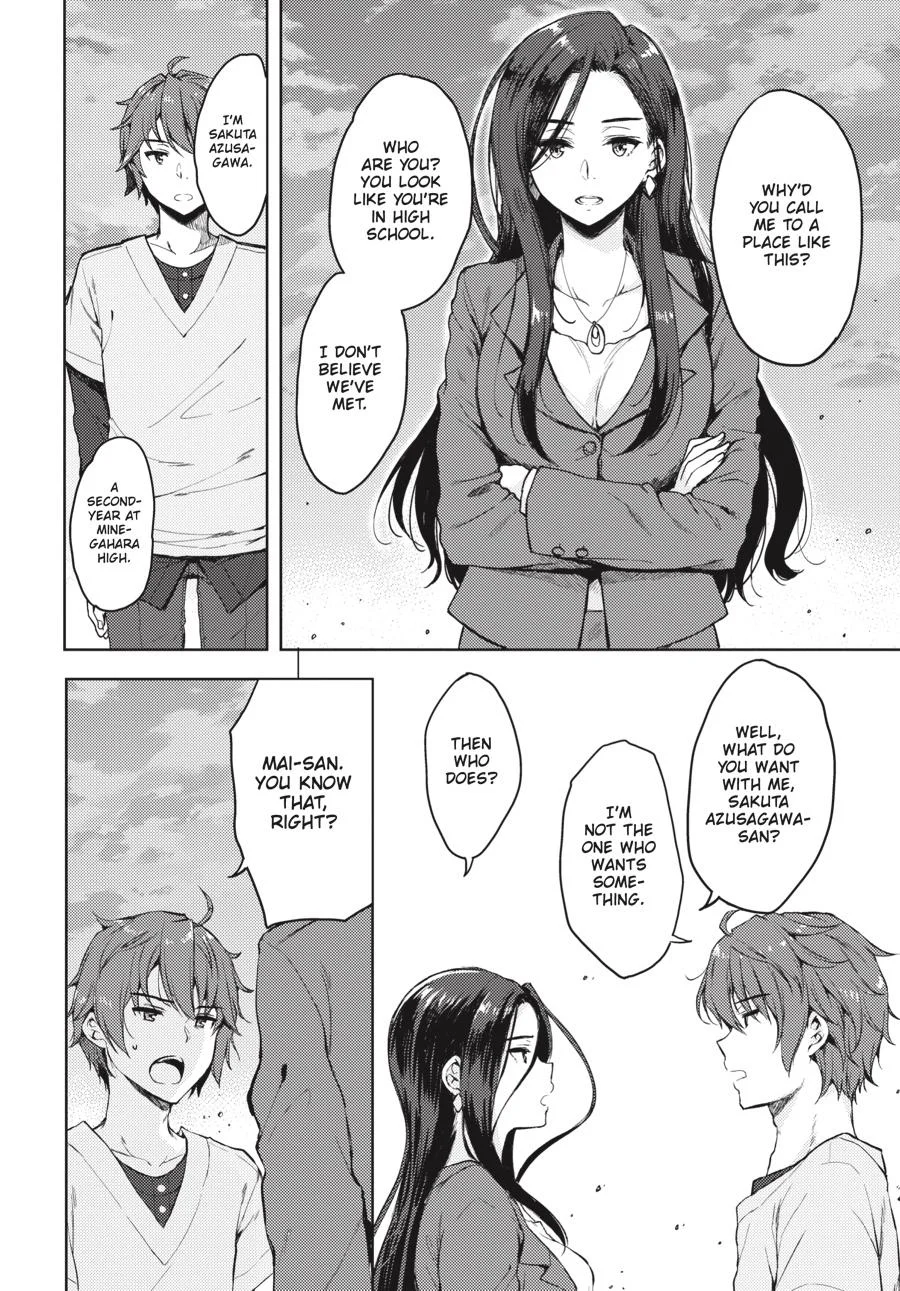 WHY'D
YOU CALL
ME TO A
PLACE LIKE
THIS?
WHO
ARE YOU?
YOU LOOK
LIKE YOU'RE
IN HIGH
SCHOOL.
I DON'T
BELIEVE
WE'VE
MET.
I'M
SAKUTA
AZUSA-
GAWA.
A
SECOND-
YEAR AT
MINE-
GAHARA
HIGH.
WELL,
WHAT DO
YOU WANT
WITH ME,
SAKUTA
AZUSAGAWA-
SAN?
I'M
NOT THE
ONE WHO
WANTS
SOME-
THING.
THEN
WHO
DOES?
MAI-SAN.
YOU KNOW
THAT,
RIGHT?